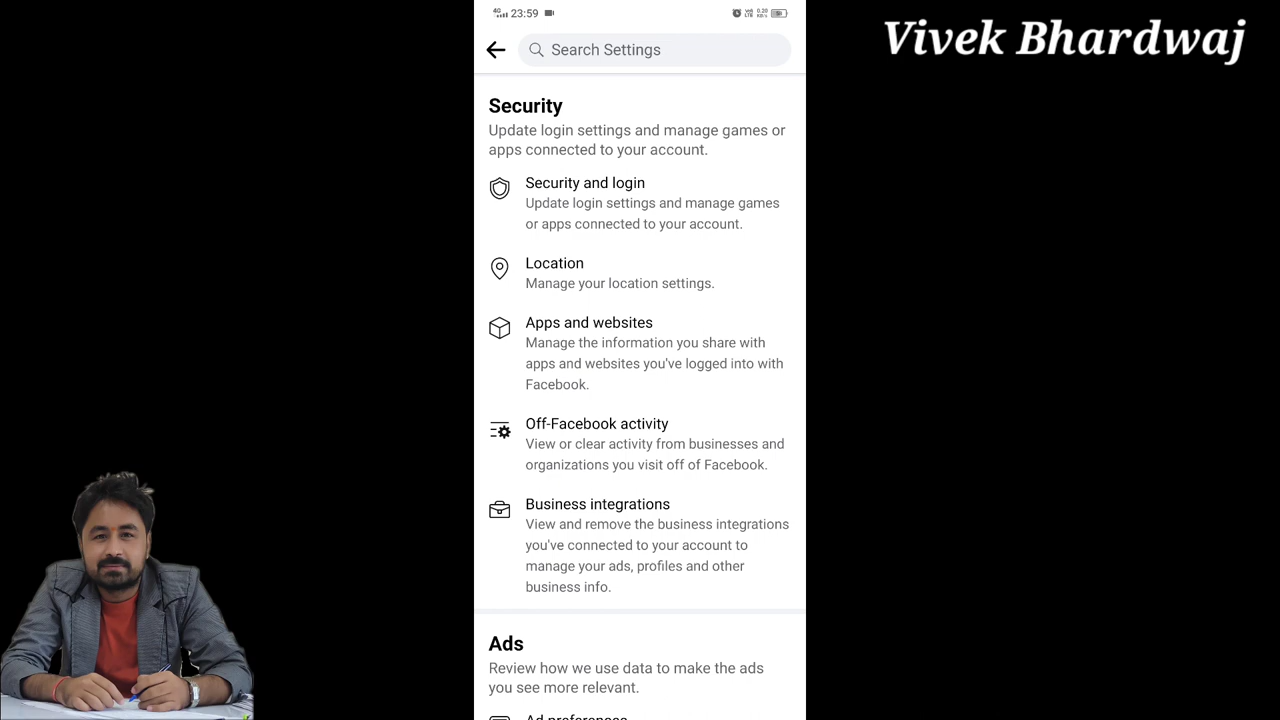 4G 23:59
Vivek Bhardwaj
Search Settings
Security
Update login settings and manage games or
apps connected to your account.
Security and login
Update login settings and manage games
or apps connected to your account.
Location
Manage your location settings.
Apps and websites
Manage the information you share with
apps and websites you've logged into with
Facebook.
Off-Facebook activity
View or clear activity from businesses and
organizations you visit off of Facebook.
Business integrations
View and remove the business integrations
you've connected to your account to
manage your ads, profiles and other
business info.
Ads
Review how we use data to make the ads
you see more relevant.
Ad preferences